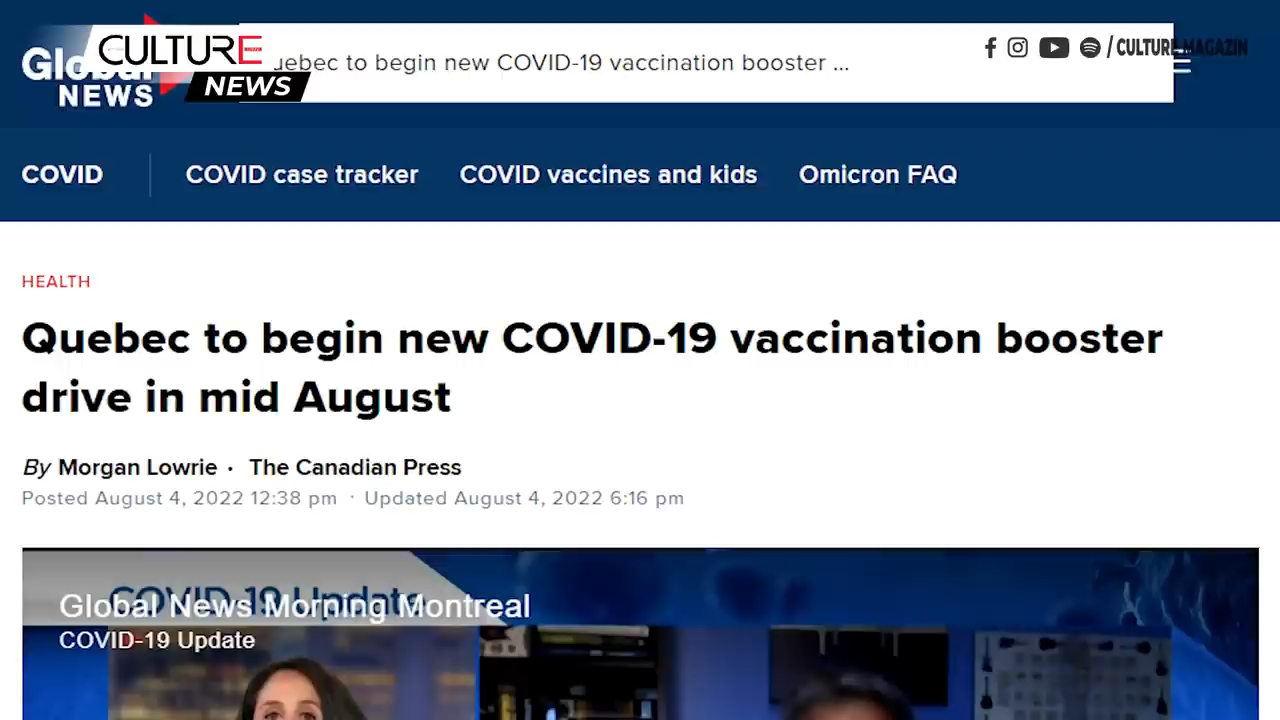 CULTURE
NEWS
Global
NEWS
uebec to begin new COVID-19 vaccination booster ...
/ CULTURE MAGAZIN
COVID
COVID case tracker
COVID vaccines and kids
Omicron FAQ
HEALTH
Quebec to begin new COVID-19 vaccination booster
drive in mid August
By Morgan Lowrie · The Canadian Press
Posted August 4, 2022 12:38 pm · Updated August 4, 2022 6:16 pm
COVID-19 Update
Global News Morning Montreal
COVID-19 Update